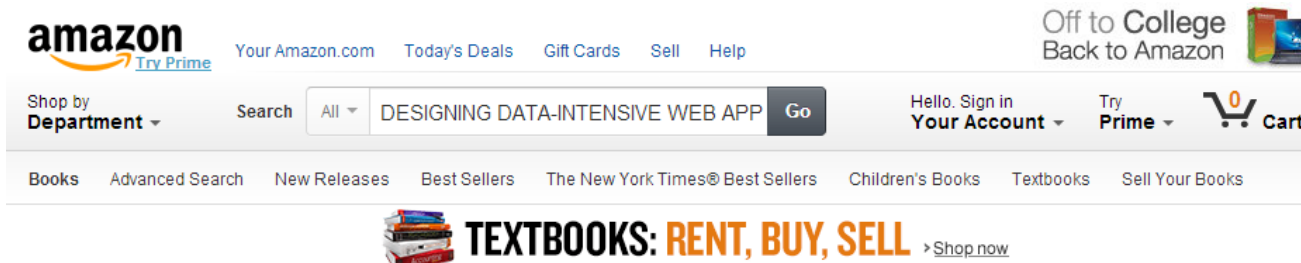 amazon
Try Prime
Your Amazon.com Today's Deals Gift Cards Sell Help
Off to College
Back to Amazon
Shop by
Department
Search All DESIGNING DATA-INTENSIVE WEB APP Go
Hello. Sign in
Your Account
Try
Prime
0
Cart
Books Advanced Search New Releases Best Sellers The New York Times® Best Sellers Children's Books Textbooks Sell Your Books
TEXTBOOKS: RENT, BUY, SELL › Shop now